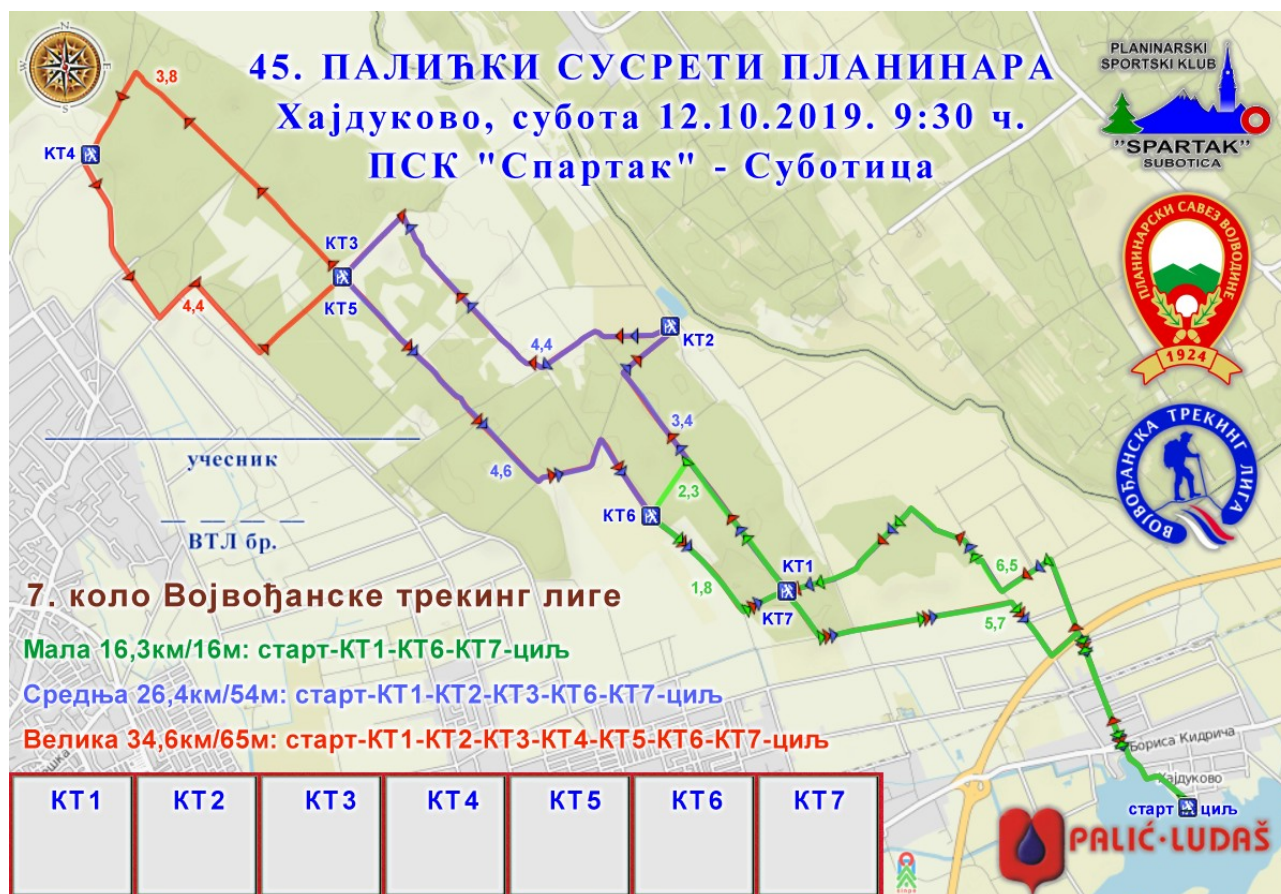 45. ПАЛИЋКИ СУСРЕТИ ПЛАНИНАРА
Хајдуково, субота 12.10.2019. 9:30 ч.
ПСК "Спартак" - Суботица
PLANINARSKI
SPORTSKI KLUB
"SPARTAK"
SUBOTICA
ПЛАНИНАРСКИ САВЕЗ ВОЈВОДИНЕ
1924
ВОЈВОЂАНСКА ТРЕКИНГ ЛИГА
N
E
S
W
3,8
КТ4
КТ3
КТ5
4,4
КТ2
4,4
3,4
4,6
2,3
КТ6
КТ1
6,5
1,8
КТ7
5,7
учесник
ВТЛ бр.
7. коло Војвођанске трекинг лиге
Мала 16,3км/16м: старт-КТ1-КТ6-КТ7-циљ
Средња 26,4км/54м: старт-КТ1-КТ2-КТ3-КТ6-КТ7-циљ
Велика 34,6км/65м: старт-КТ1-КТ2-КТ3-КТ4-КТ5-КТ6-КТ7-циљ
Бориса Кидрича
Хајдуково
старт циљ
КТ1 КТ2 КТ3 КТ4 КТ5 КТ6 КТ7
PALIĆ·LUDAŠ